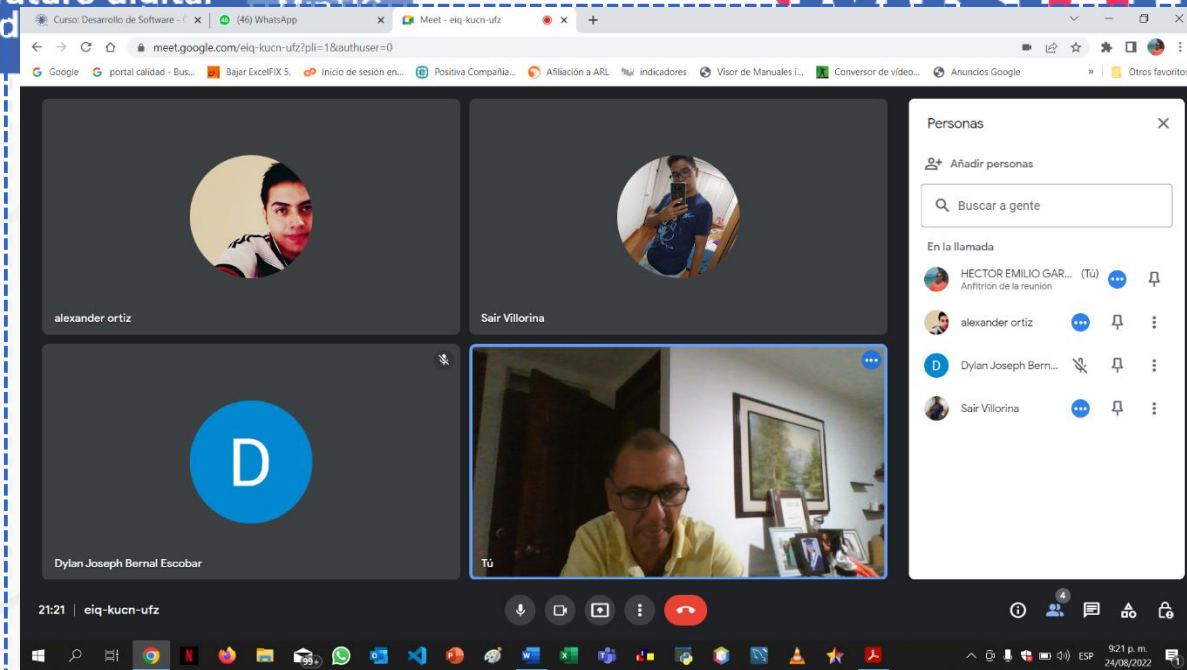 futuro digital
Curso: Desarrollo de Software - C
(46) WhatsApp
Meet - eiq-kucn-ufz
meet.google.com/eiq-kucn-ufz?pli=1&authuser=0
Google
portal calidad - Bus...
Bajar ExcelFIX 5.
Inicio de sesión en...
Positiva Compañia...
Afiliación a ARL
indicadores
Visor de Manuales i...
Conversor de vídeo...
Anuncios Google
»
Otros favoritos
alexander ortiz
Sair Villorina
D
Dylan Joseph Bernal Escobar
Tú
Personas
Añadir personas
Buscar a gente
En la llamada
HECTOR EMILIO GAR... (Tú)
Anfitrión de la reunión
alexander ortiz
D
Dylan Joseph Bern...
Sair Villorina
21:21 | eiq-kucn-ufz
4
99+
ESP
9:21 p. m.
24/08/2022